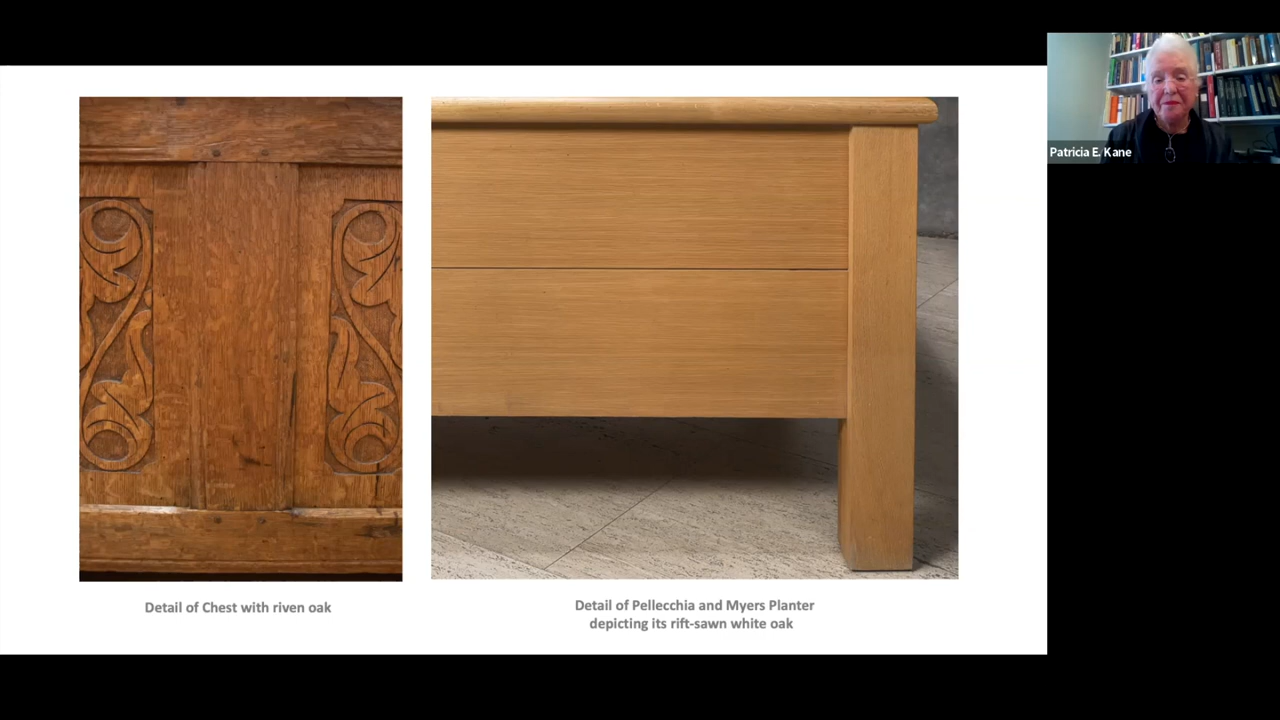 Patricia E. Kane
Detail of Chest with riven oak
Detail of Pellecchia and Myers Planter
depicting its rift-sawn white oak